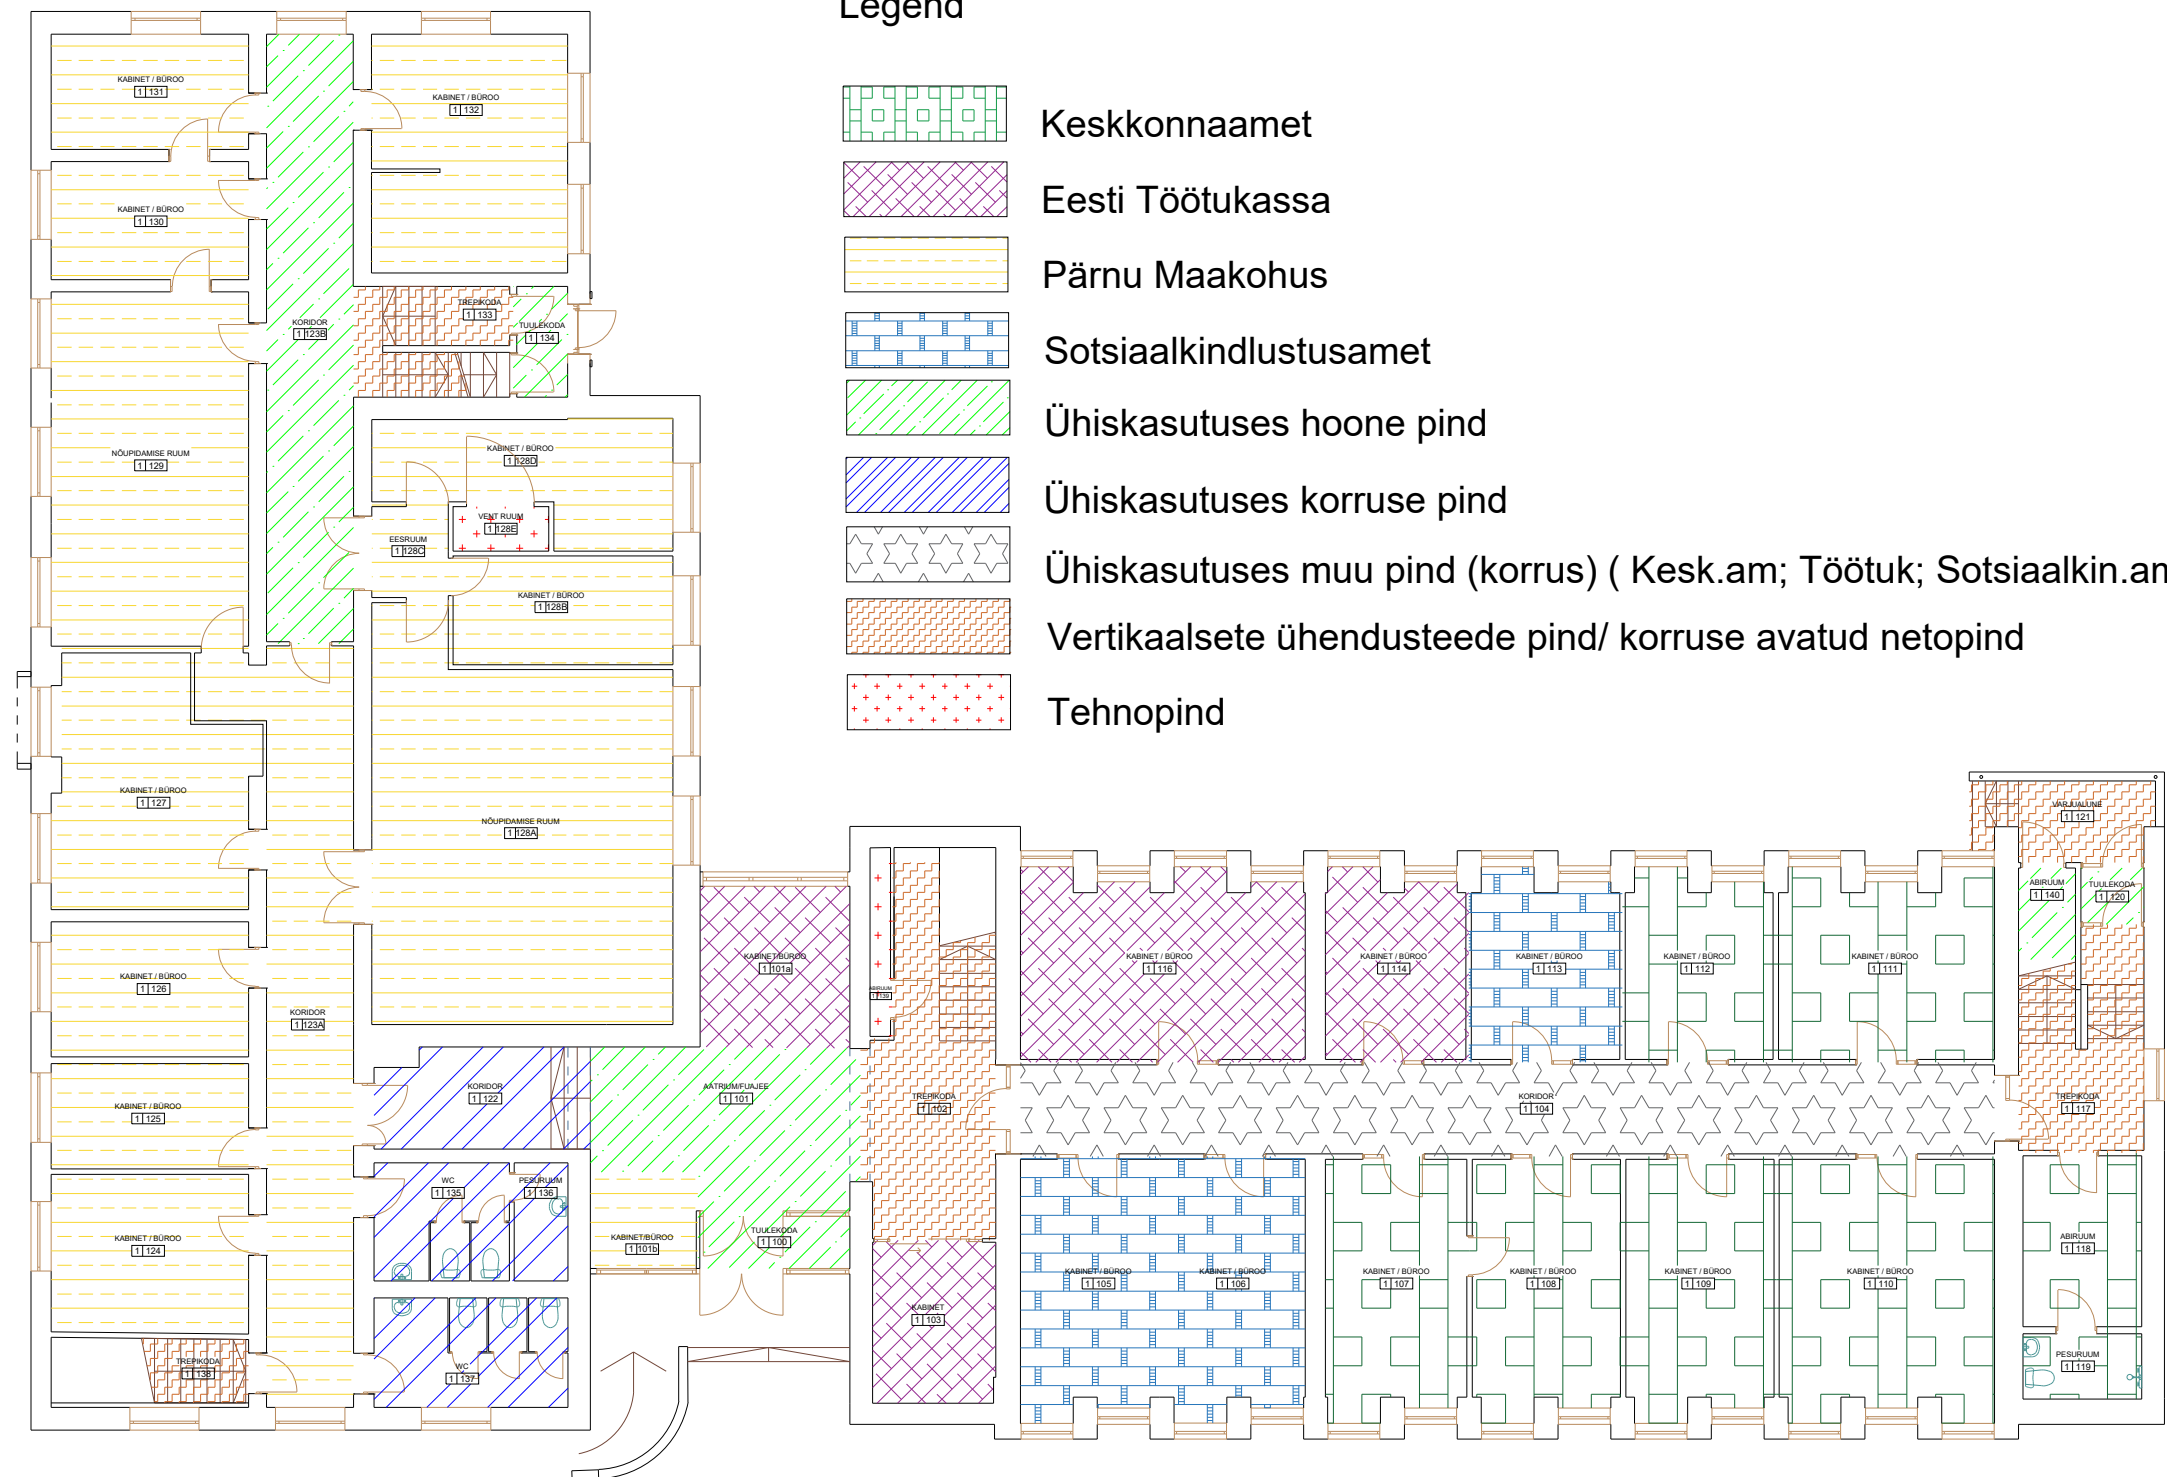 Legend
Keskkonnaamet
Eesti Töötukassa
Pärnu Maakohus
Sotsiaalkindlustusamet
Ühiskasutuses hoone pind
Ühiskasutuses korruse pind
Ühiskasutuses muu pind (korrus) ( Kesk.am; Töötuk; Sotsiaalkin.am
Vertikaalsete ühendusteede pind/ korruse avatud netopind
Tehnopind
KABINET / BÜROO
1 131
KABINET / BÜROO
1 132
KABINET / BÜROO
1 130
TREPIKODA
1 133
KORIDOR
1 123B
TUULEKODA
1 134
NÕUPIDAMISE RUUM
1 129
KABINET / BÜROO
1 128D
VENT RUUM
1 128E
EESRUUM
1 128C
KABINET / BÜROO
1 128B
KABINET / BÜROO
1 127
NÕUPIDAMISE RUUM
1 128A
KABINET / BÜROO
1 126
KORIDOR
1 123A
KABINET / BÜROO
1 125
KORIDOR
1 122
KABINET / BÜROO
1 124
WC
1 135
PESURUUM
1 136
WC
1 137
TREPIKODA
1 138
KABINET/BÜROO
1 101a
AATRIUM/FUAJEE
1 101
KABINET/BÜROO
1 101b
TUULEKODA
1 100
ABIRUUM
1 139
TREPIKODA
1 102
KABINET
1 103
KABINET / BÜROO
1 116
KABINET / BÜROO
1 114
KABINET / BÜROO
1 113
KABINET / BÜROO
1 112
KABINET / BÜROO
1 111
KORIDOR
1 104
KABINET / BÜROO
1 105
KABINET / BÜROO
1 106
KABINET / BÜROO
1 107
KABINET / BÜROO
1 108
KABINET / BÜROO
1 109
KABINET / BÜROO
1 110
VARJUALUNE
1 121
ABIRUUM
1 140
TUULEKODA
1 120
TREPIKODA
1 117
ABIRUUM
1 118
PESURUUM
1 119